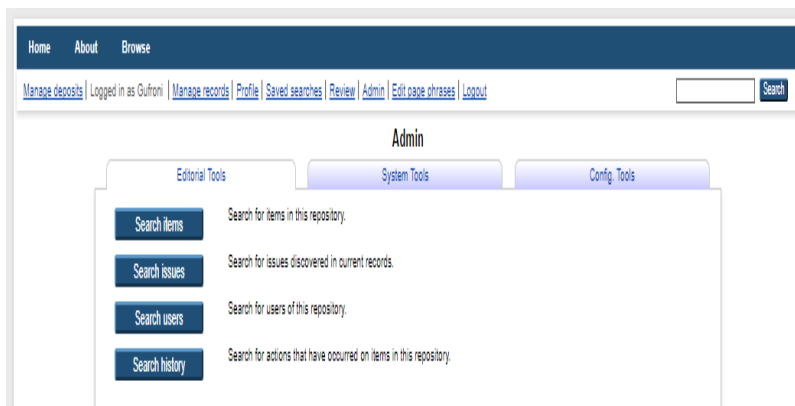 Home About Browse
Manage deposits | Logged in as Gufroni | Manage records | Profile | Saved searches | Review | Admin | Edit page phrases | Logout Search
Admin
Editorial Tools System Tools Config. Tools
Search items Search for items in this repository.
Search issues Search for issues discovered in current records.
Search users Search for users of this repository.
Search history Search for actions that have occurred on items in this repository.